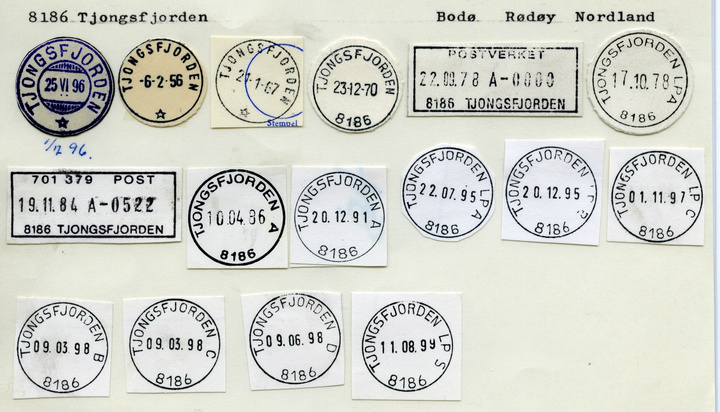 8186 Tjongsfjorden Bodø Rødøy Nordland
TJONGSFJORDEN
25 VI 96
TJONGSFJORDEN
-6-2-56
TJONGSFJORDEN
21-1-67
Stempel
TJONGSFJORDEN
23-12-70
8186
POSTVERKET
22.09.78 A-0000
8186 TJONGSFJORDEN
TJONGSFJORDEN LP A
17.10.78
8186
1/7 96.
701 379 POST
19.11.84 A-0522
8186 TJONGSFJORDEN
TJONGSFJORDEN A
10.04.86
8186
TJONGSFJORDEN A
20.12.91
8186
TJONGSFJORDEN LP A
22.07.95
8186
TJONGSFJORDEN LP
20.12.95
8186
TJONGSFJORDEN LP C
01.11.97
8186
TJONGSFJORDEN B
09.03.98
8186
TJONGSFJORDEN C
09.03.98
8186
TJONGSFJORDEN D
09.06.98
8186
TJONGSFJORDEN LP S
11.08.99
8186